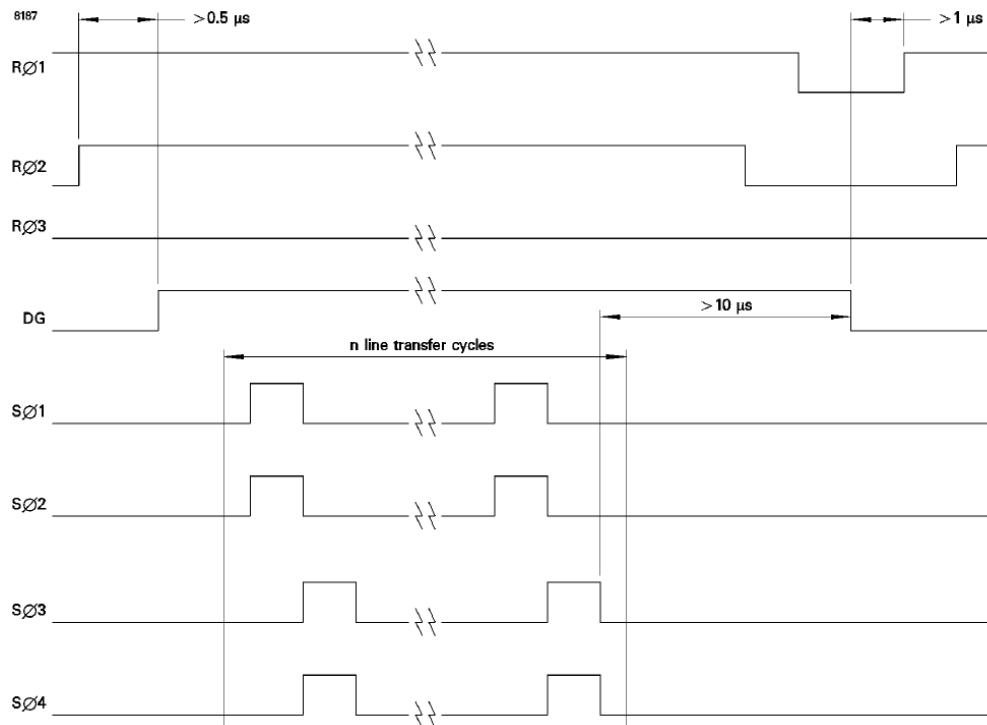 8187
>0.5 µs
>1 µs
RØ1
RØ2
RØ3
DG
>10 µs
n line transfer cycles
SØ1
SØ2
SØ3
SØ4